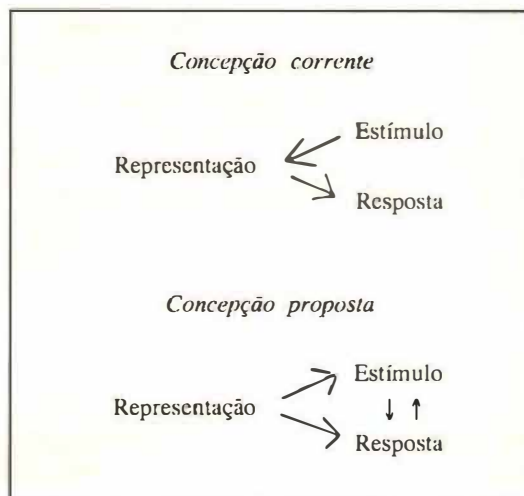 Concepção corrente
Estímulo
Representação
Resposta
Concepção proposta
Estímulo
Representação
Resposta